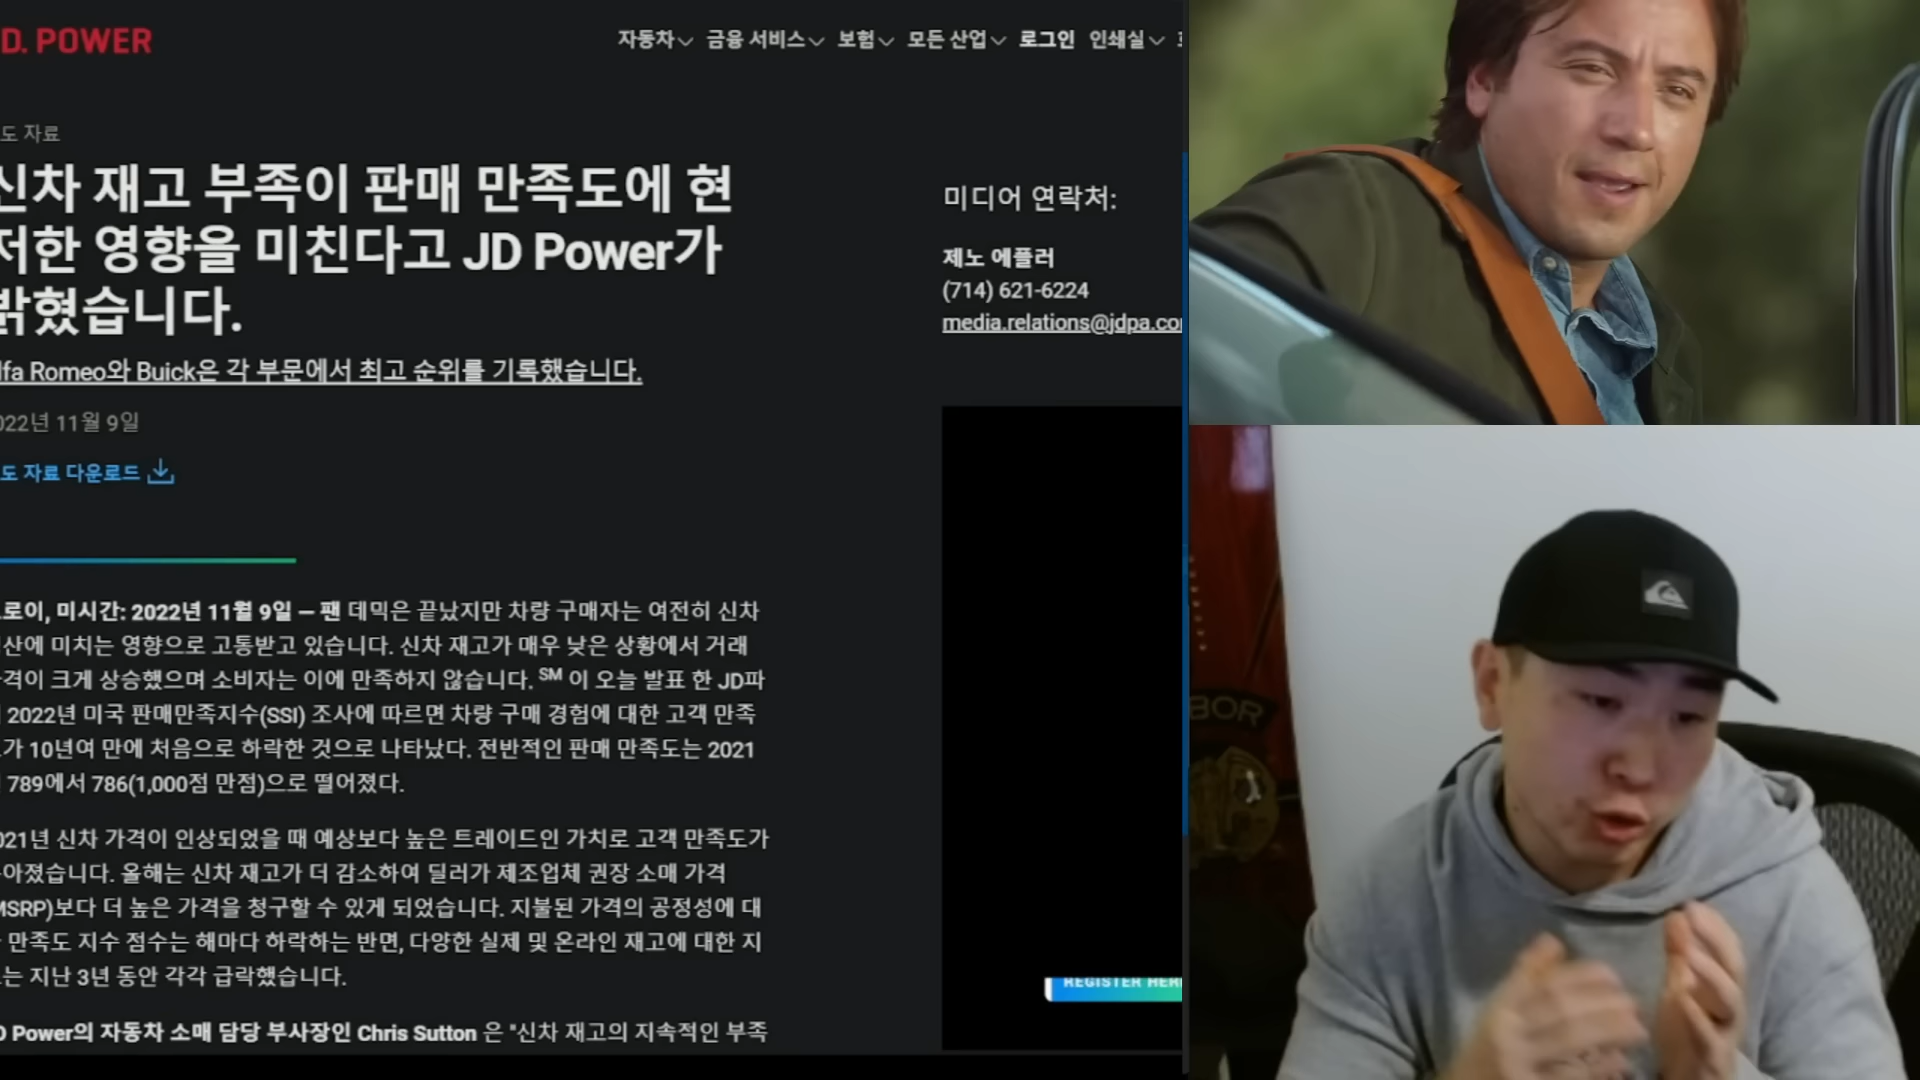 D. POWER
자동차 금융 서비스 보험 모든 산업 로그인 인쇄실
도 자료
신차 재고 부족이 판매 만족도에 현
저한 영향을 미친다고 JD Power가
밝혔습니다.
lfa Romeo와 Buick은 각 부문에서 최고 순위를 기록했습니다.
022년 11월 9일
도 자료 다운로드
로이, 미시간: 2022년 11월 9일 — 팬 데믹은 끝났지만 차량 구매자는 여전히 신차
산에 미치는 영향으로 고통받고 있습니다. 신차 재고가 매우 낮은 상황에서 거래
격이 크게 상승했으며 소비자는 이에 만족하지 않습니다. SM 이 오늘 발표 한 JD파
2022년 미국 판매만족지수(SSI) 조사에 따르면 차량 구매 경험에 대한 고객 만족
가 10년여 만에 처음으로 하락한 것으로 나타났다. 전반적인 판매 만족도는 2021
789에서 786(1,000점 만점)으로 떨어졌다.
021년 신차 가격이 인상되었을 때 예상보다 높은 트레이드인 가치로 고객 만족도가
아졌습니다. 올해는 신차 재고가 더 감소하여 딜러가 제조업체 권장 소매 가격
MSRP)보다 더 높은 가격을 청구할 수 있게 되었습니다. 지불된 가격의 공정성에 대
만족도 지수 점수는 해마다 하락하는 반면, 다양한 실제 및 온라인 재고에 대한 지
는 지난 3년 동안 각각 급락했습니다.
D Power의 자동차 소매 담당 부사장인 Chris Sutton 은 "신차 재고의 지속적인 부족
미디어 연락처:
제노 에플러
(714) 621-6224
media.relations@jdpa.co
REGISTER HER
BOR